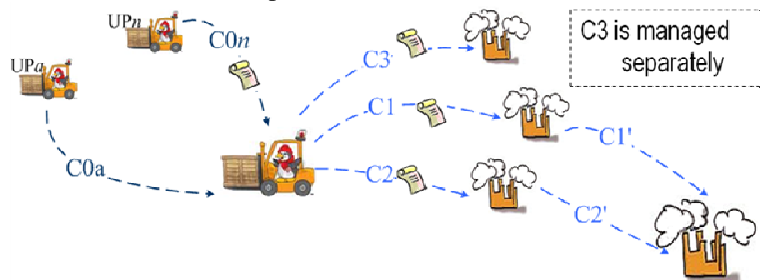 UPn
C0n
UPa
C3
C3 is managed
separately
C1
C1'
C0a
C2
C2'